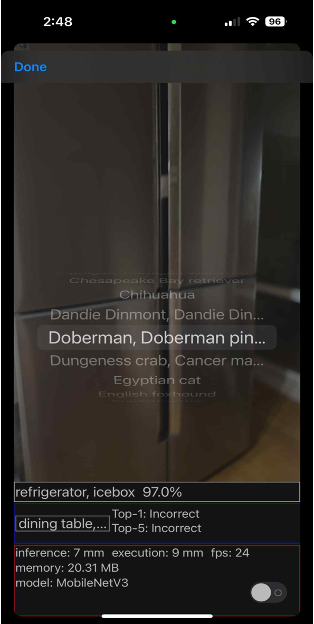 2:48
96
Done
Chesapeake Bay retriever
Chihuahua
Dandie Dinmont, Dandie Din...
Doberman, Doberman pin...
Dungeness crab, Cancer ma...
Egyptian cat
English foxhound
refrigerator, icebox 97.0%
dining table,...
Top-1: Incorrect
Top-5: Incorrect
inference: 7 mm execution: 9 mm fps: 24
memory: 20.31 MB
model: MobileNetV3